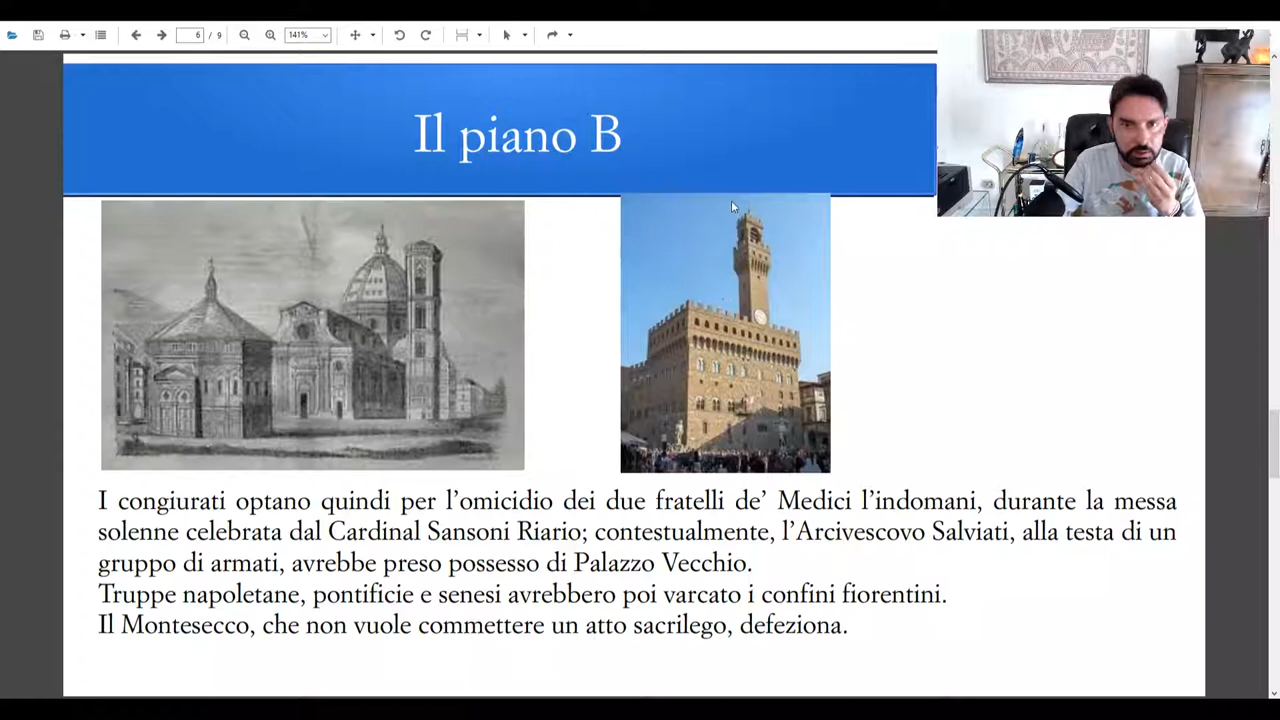 6 / 9
141%
Il piano B
I congiurati optano quindi per l’omicidio dei due fratelli de’ Medici l’indomani, durante la messa
solenne celebrata dal Cardinal Sansoni Riario; contestualmente, l’Arcivescovo Salviati, alla testa di un
gruppo di armati, avrebbe preso possesso di Palazzo Vecchio.
Truppe napoletane, pontificie e senesi avrebbero poi varcato i confini fiorentini.
Il Montesecco, che non vuole commettere un atto sacrilego, defeziona.